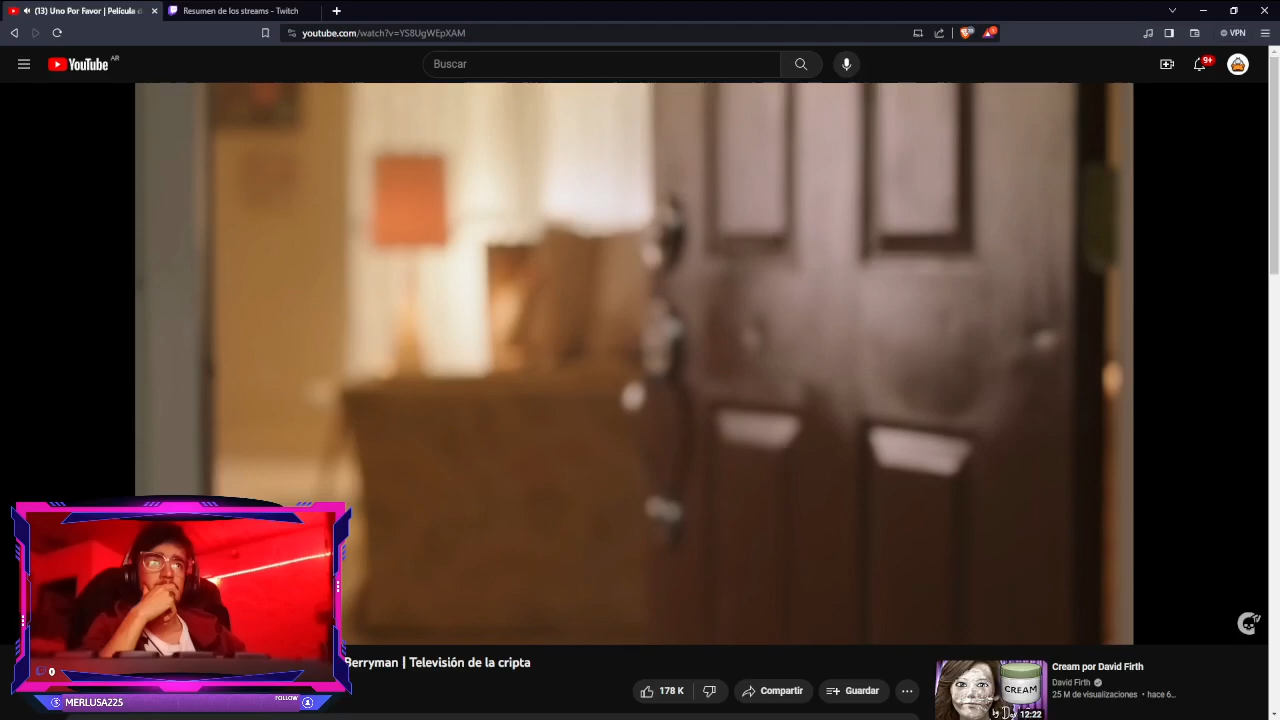 (13) Uno Por Favor | Película d
Resumen de los streams - Twitch
youtube.com/watch?v=YS8UgWEpXAM
VPN
YouTube AR
Buscar
9+
Berryman | Televisión de la cripta
178 K
Compartir
Guardar
CREAM
by Da
12:22
Cream por David Firth
David Firth
25 M de visualizaciones • hace 6...
0
FOLLOW
MERLUSA225